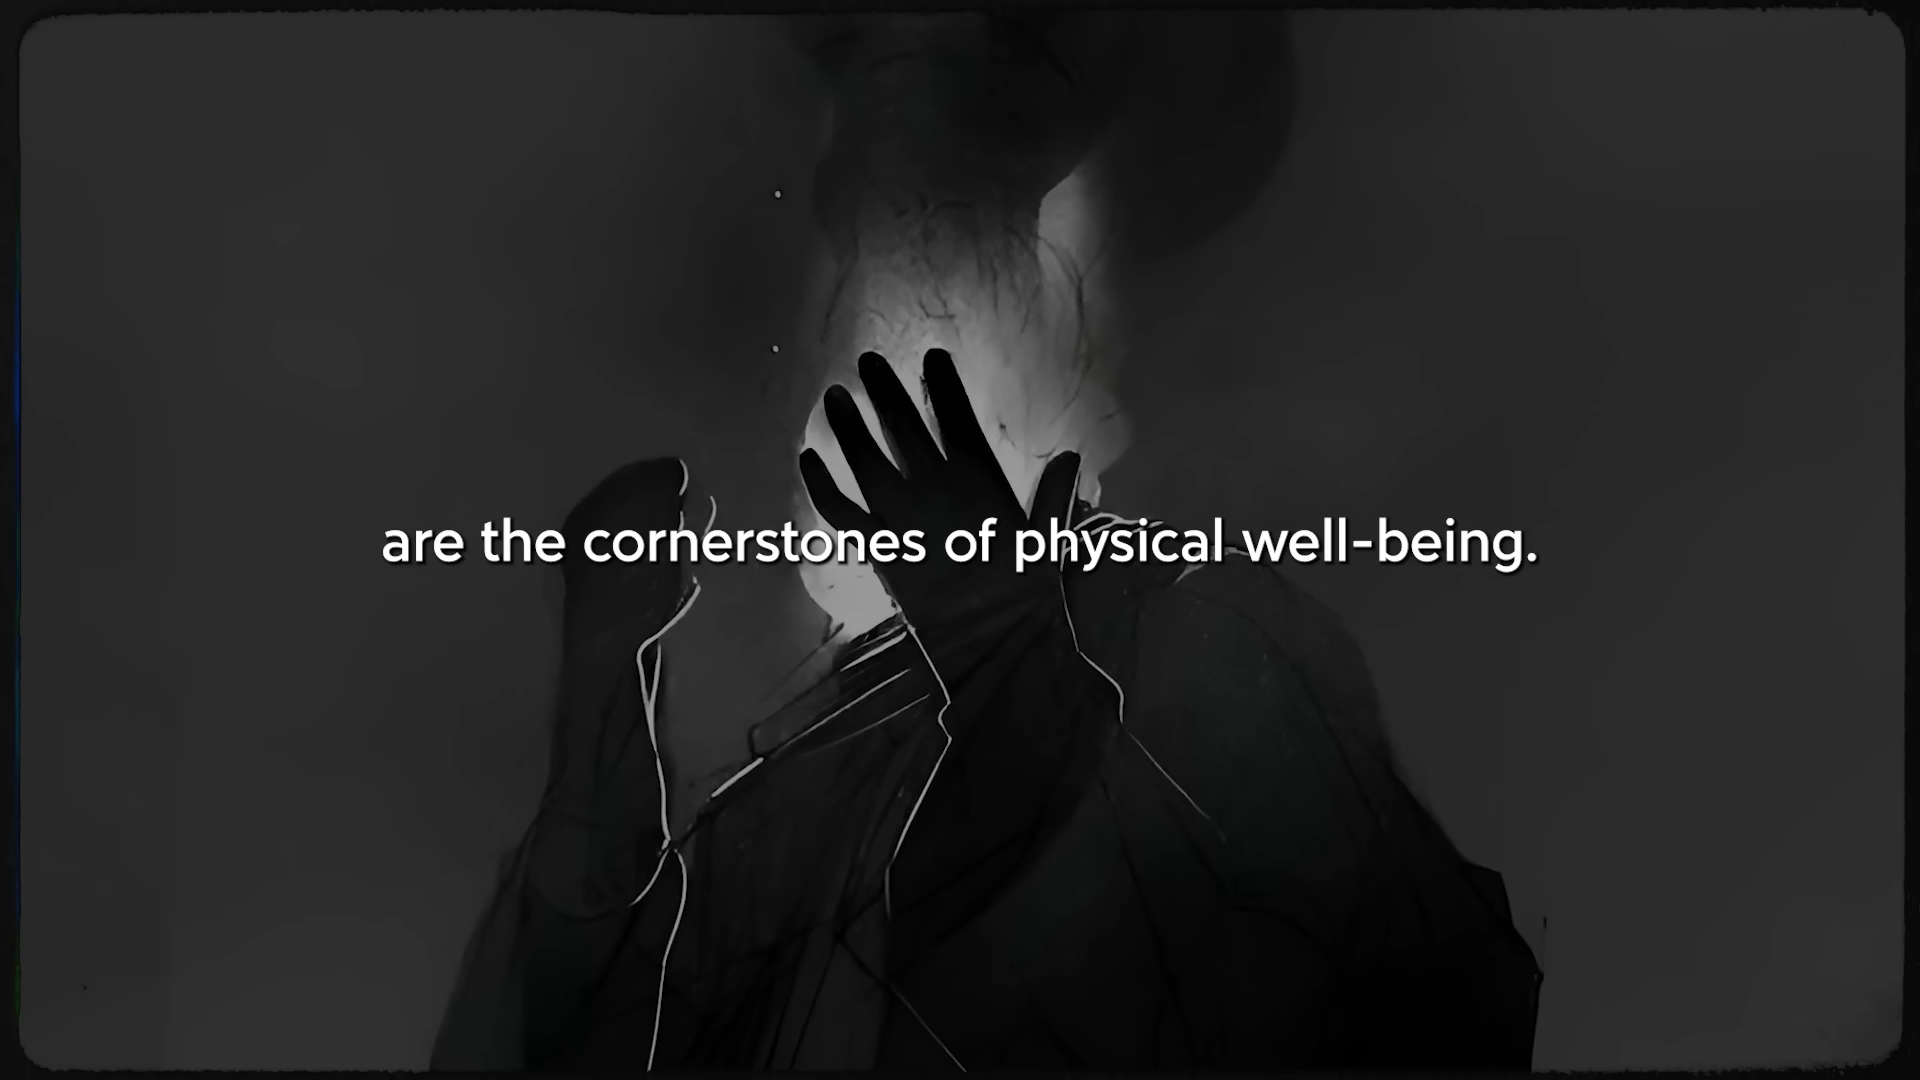 are the cornerstones of physical well-being.